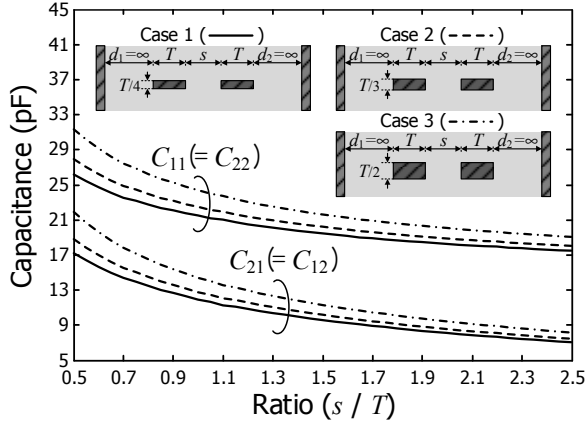 Case 1 ( )
d1=∞ T s T d2=∞
T/4
Case 2 ( )
d1=∞ T s T d2=∞
T/3
Case 3 ( )
d1=∞ T s T d2=∞
T/2
C11(= C22)
C21(= C12)
Capacitance (pF)
45
41
37
33
29
25
21
17
13
9
5
0.5 0.7 0.9 1.1 1.3 1.5 1.7 1.9 2.1 2.3 2.5
Ratio (s / T)